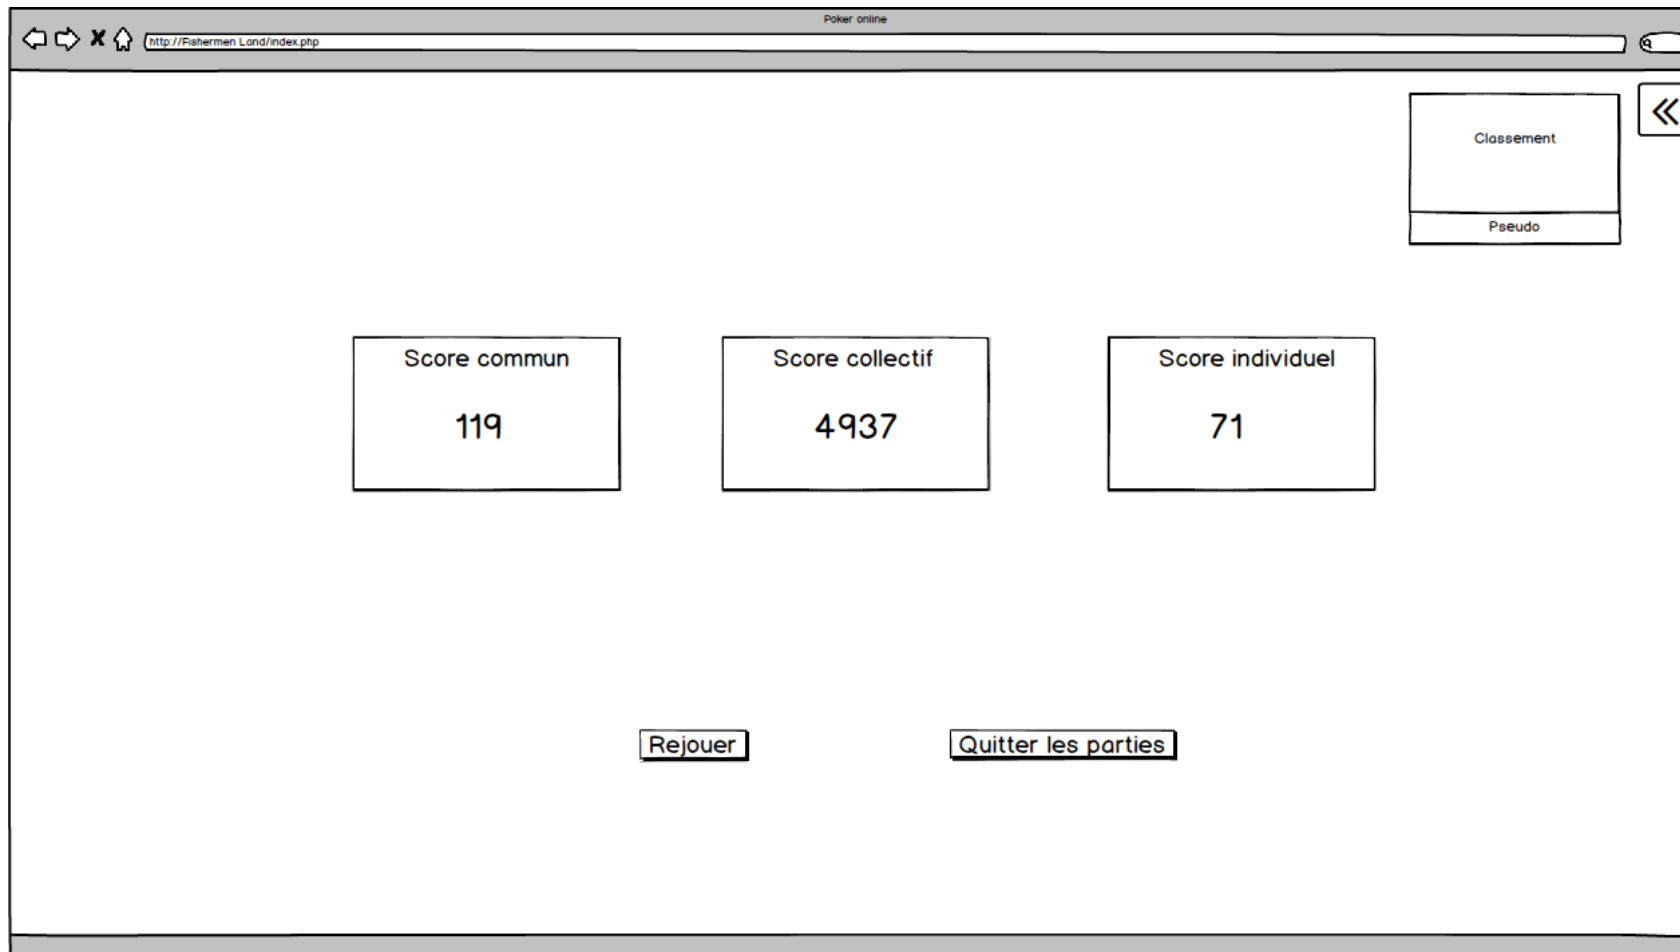 Poker online
http://Fishermen Land/index.php
Classement
Pseudo
Score commun
119
Score collectif
4937
Score individuel
71
Rejouer
Quitter les parties